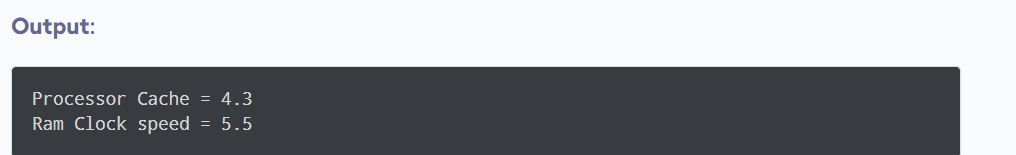 Output:
Processor Cache = 4.3
Ram Clock speed = 5.5